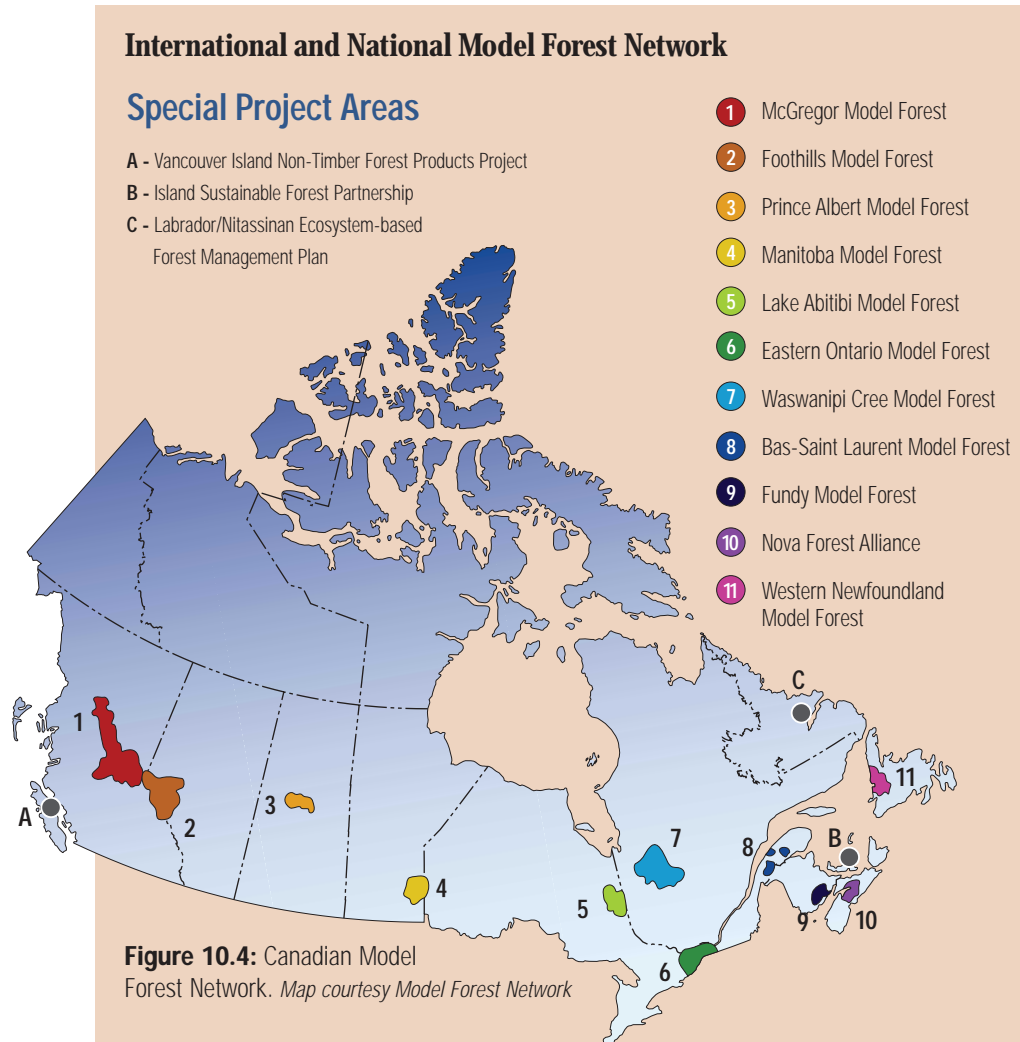 International and National Model Forest Network
Special Project Areas
A - Vancouver Island Non-Timber Forest Products Project
B - Island Sustainable Forest Partnership
C - Labrador/Nitassinan Ecosystem-based
Forest Management Plan
1 McGregor Model Forest
2 Foothills Model Forest
3 Prince Albert Model Forest
4 Manitoba Model Forest
5 Lake Abitibi Model Forest
6 Eastern Ontario Model Forest
7 Waswanipi Cree Model Forest
8 Bas-Saint Laurent Model Forest
9 Fundy Model Forest
10 Nova Forest Alliance
11 Western Newfoundland
Model Forest
C
1
11
A
3
2
7
8
B
4
5
9
10
6
Figure 10.4: Canadian Model
Forest Network. Map courtesy Model Forest Network